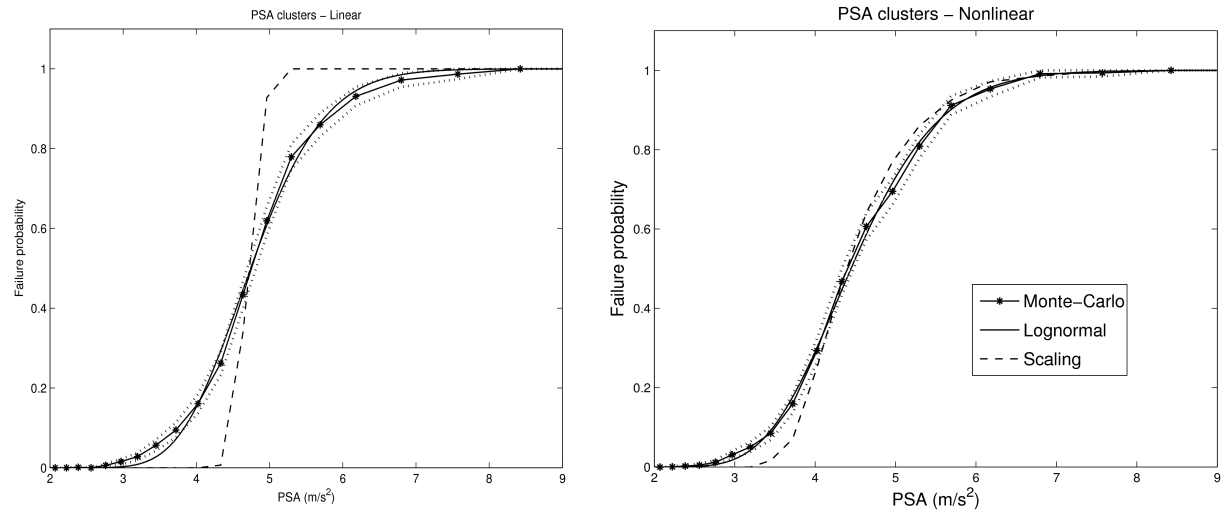 PSA clusters − Linear
1
0.8
0.6
0.4
0.2
0
Failure probability
2 3 4 5 6 7 8 9
PSA (m/s²)
PSA clusters − Nonlinear
1
0.8
0.6
0.4
0.2
0
Failure probability
Monte−Carlo
Lognormal
Scaling
2 3 4 5 6 7 8 9
PSA (m/s²)